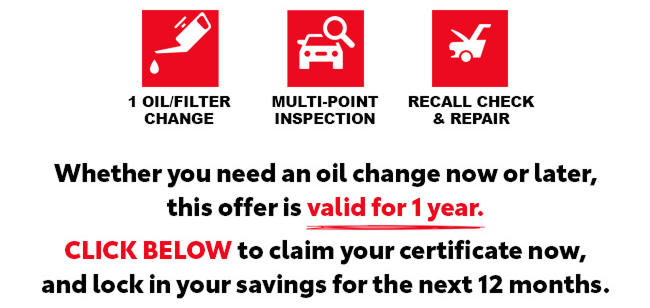 1 OIL/FILTER
CHANGE
MULTI-POINT
INSPECTION
RECALL CHECK
& REPAIR
Whether you need an oil change now or later,
this offer is valid for 1 year.
CLICK BELOW to claim your certificate now,
and lock in your savings for the next 12 months.